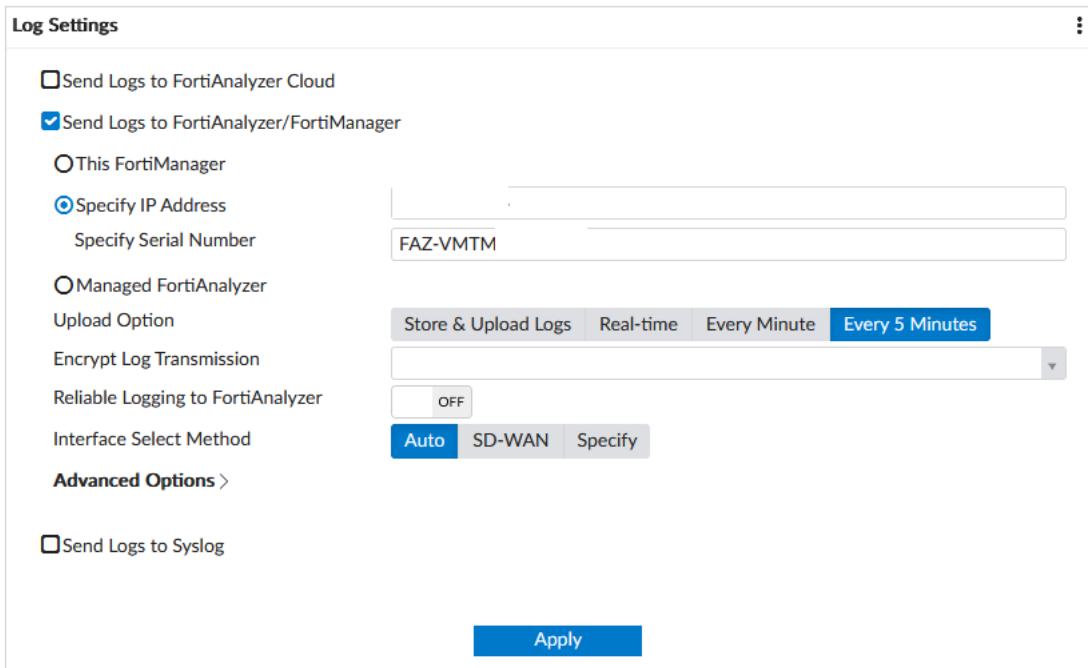 Log Settings
Send Logs to FortiAnalyzer Cloud
Send Logs to FortiAnalyzer/FortiManager
This FortiManager
Specify IP Address
Specify Serial Number FAZ-VMTM
Managed FortiAnalyzer
Upload Option Store & Upload Logs Real-time Every Minute Every 5 Minutes
Encrypt Log Transmission
Reliable Logging to FortiAnalyzer OFF
Interface Select Method Auto SD-WAN Specify
Advanced Options >
Send Logs to Syslog
Apply